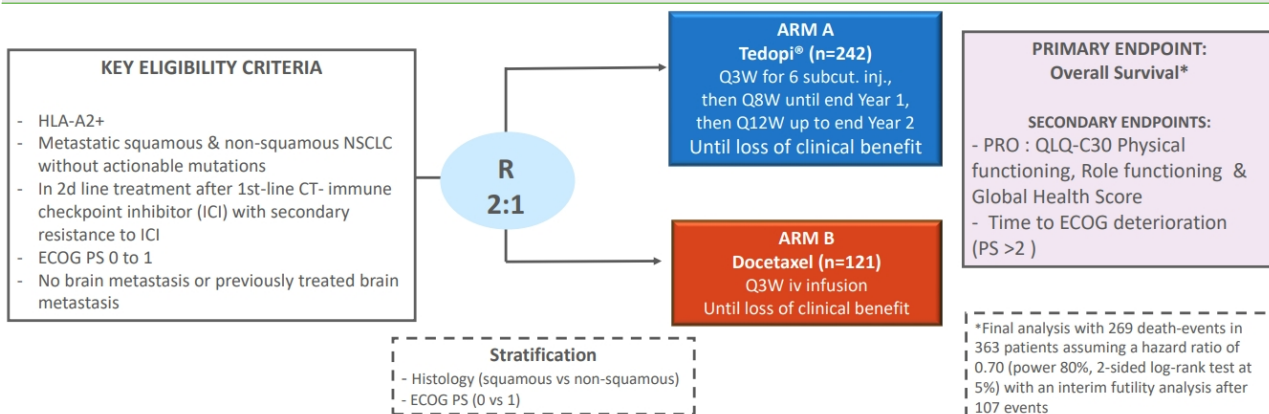 KEY ELIGIBILITY CRITERIA
- HLA-A2+
- Metastatic squamous & non-squamous NSCLC
without actionable mutations
- In 2d line treatment after 1st-line CT- immune
checkpoint inhibitor (ICI) with secondary
resistance to ICI
- ECOG PS 0 to 1
- No brain metastasis or previously treated brain
metastasis
R
2:1
ARM A
Tedopi® (n=242)
Q3W for 6 subcut. inj.,
then Q8W until end Year 1,
then Q12W up to end Year 2
Until loss of clinical benefit
ARM B
Docetaxel (n=121)
Q3W iv infusion
Until loss of clinical benefit
PRIMARY ENDPOINT:
Overall Survival*
SECONDARY ENDPOINTS:
- PRO : QLQ-C30 Physical
functioning, Role functioning &
Global Health Score
- Time to ECOG deterioration
(PS >2 )
Stratification
- Histology (squamous vs non-squamous)
- ECOG PS (0 vs 1)
*Final analysis with 269 death-events in
363 patients assuming a hazard ratio of
0.70 (power 80%, 2-sided log-rank test at
5%) with an interim futility analysis after
107 events